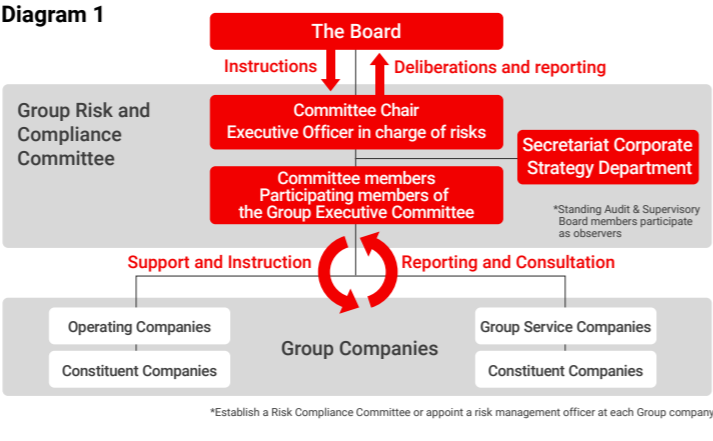 Diagram 1
The Board
Instructions
Deliberations and reporting
Group Risk and
Compliance
Committee
Committee Chair
Executive Officer in charge of risks
Secretariat Corporate
Strategy Department
Committee members
Participating members of
the Group Executive Committee
*Standing Audit & Supervisory
Board members participate
as observers
Support and Instruction
Reporting and Consultation
Operating Companies
Constituent Companies
Group Companies
Group Service Companies
Constituent Companies
*Establish a Risk Compliance Committee or appoint a risk management officer at each Group company